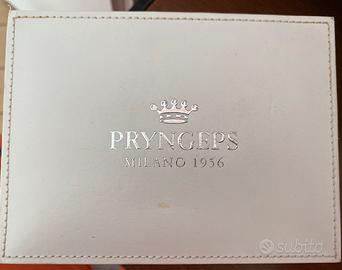 PRYNGEPS
MILANO 1956
subito